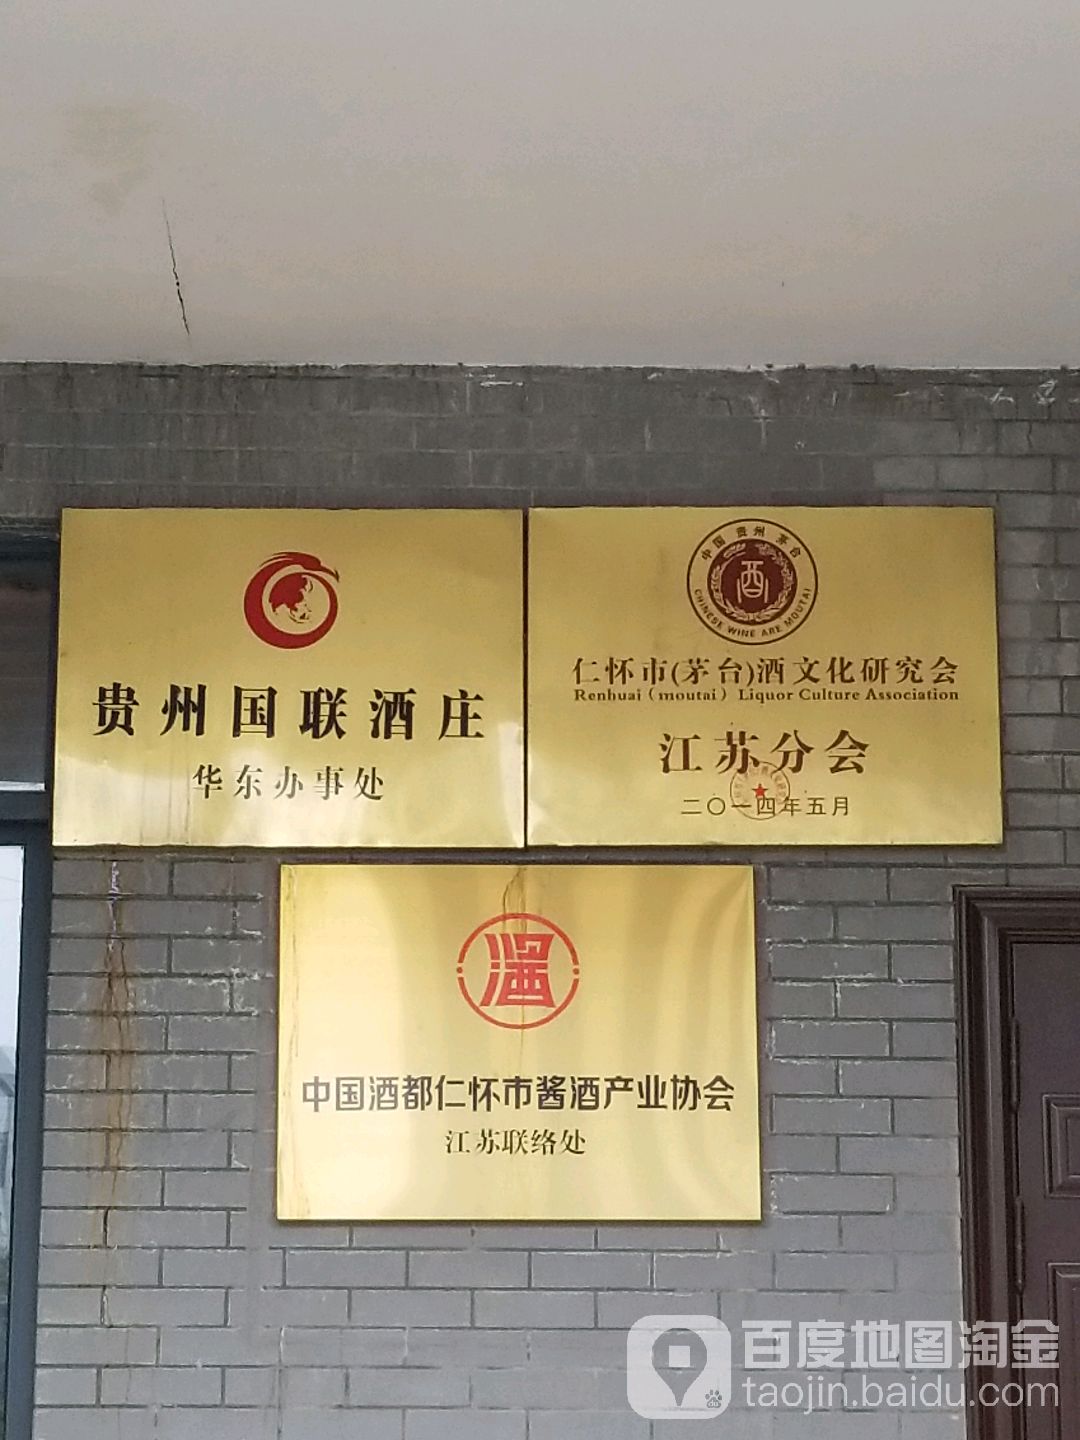 贵州国联酒庄
华东办事处
中国贵州茅台
酒
CHINESE WINE ARE MOUTAI
仁怀市(茅台)酒文化研究会
Renhuai (moutai) Liquor Culture Association
江苏分会
二〇一四年五月
中国酒都仁怀市酱酒产业协会
江苏联络处
百度地图淘金
taojin.baidu.com
du